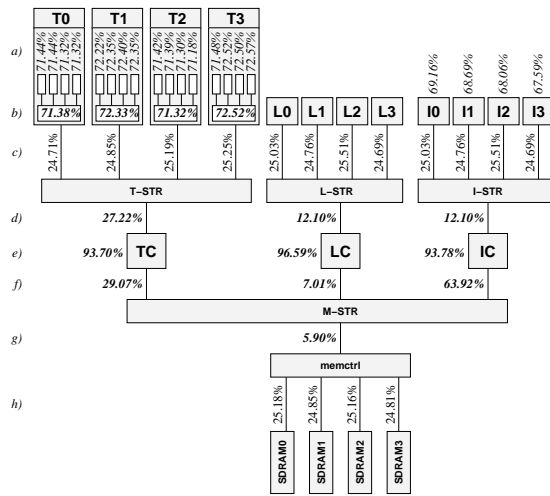 T0 T1 T2 T3
a)
71.44% 71.44% 71.32% 71.32%
72.22% 72.35% 72.40% 72.35%
71.42% 71.39% 71.30% 71.18%
71.48% 72.52% 72.50% 72.57%
69.16% 68.69% 68.06% 67.59%
b) 71.38% 72.33% 71.32% 72.52% L0 L1 L2 L3 I0 I1 I2 I3
c) 24.71% 24.85% 25.19% 25.25% 25.03% 24.76% 25.51% 24.69% 25.03% 24.76% 25.51% 24.69%
T−STR L−STR I−STR
d) 27.22% 12.10% 12.10%
e) 93.70% TC 96.59% LC 93.78% IC
f) 29.07% 7.01% 63.92%
M−STR
g) 5.90%
memctrl
h) 25.18% 24.85% 25.16% 24.81%
SDRAM0 SDRAM1 SDRAM2 SDRAM3